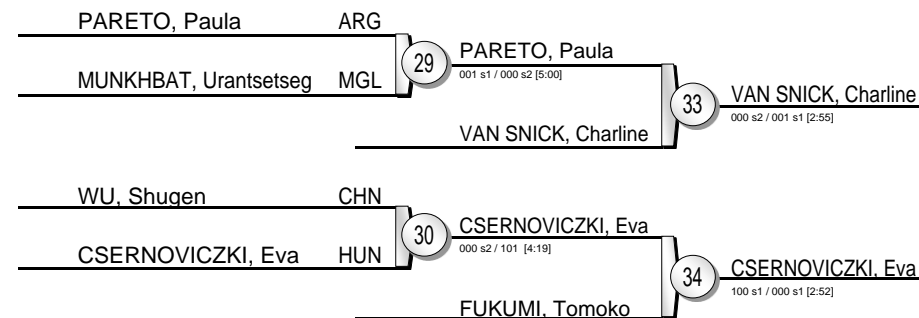 PARETO, Paula ARG
MUNKHBAT, Urantsetseg MGL
29
PARETO, Paula
001 s1 / 000 s2 [5:00]
VAN SNICK, Charline
33
VAN SNICK, Charline
000 s2 / 001 s1 [2:55]
WU, Shugen CHN
CSERNOVICZKI, Eva HUN
30
CSERNOVICZKI, Eva
000 s2 / 101 [4:19]
FUKUMI, Tomoko
34
CSERNOVICZKI, Eva
100 s1 / 000 s1 [2:52]